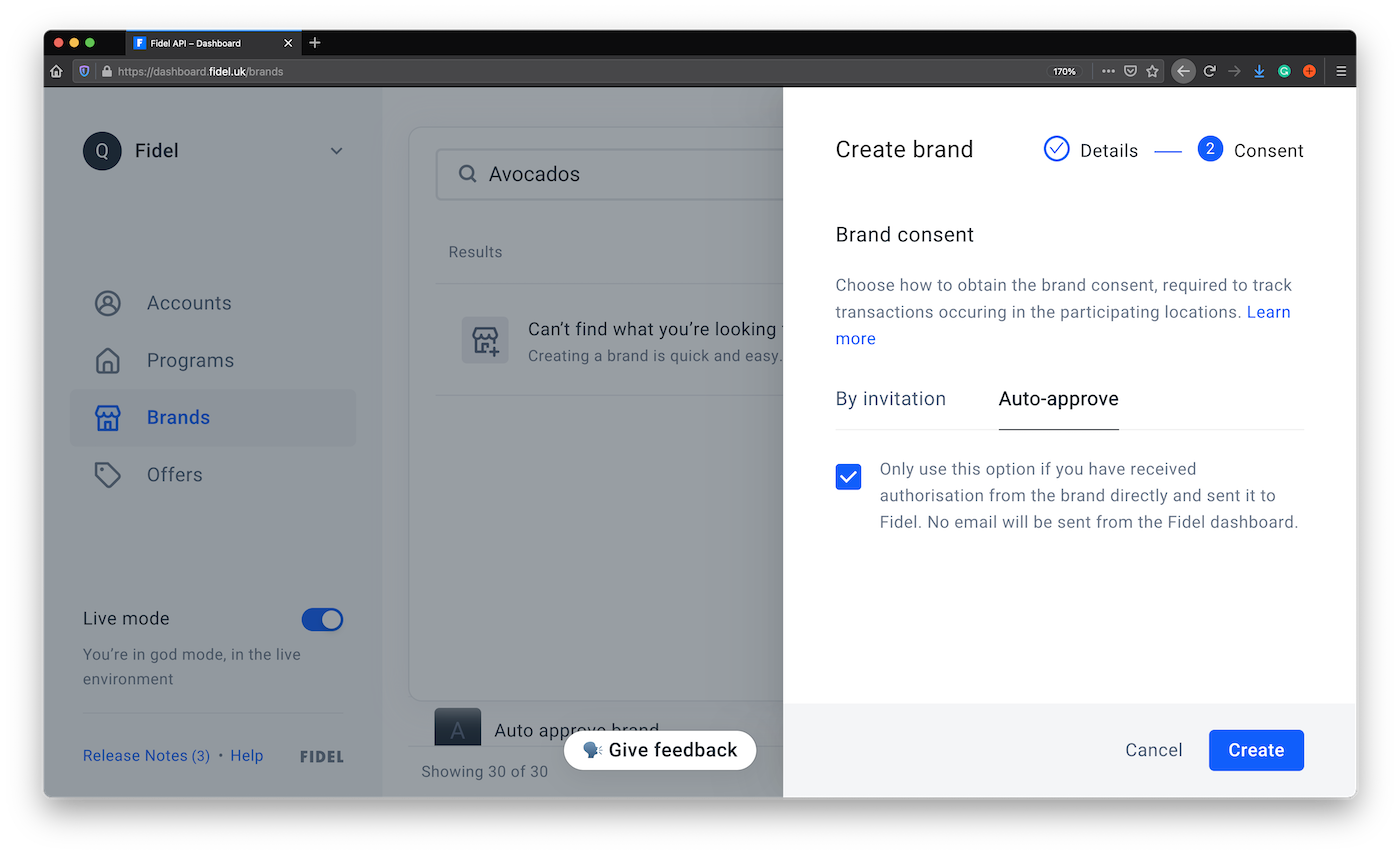 Fidel API – Dashboard
https://dashboard.fidel.uk/brands
170%
Q Fidel
Accounts
Programs
Brands
Offers
Live mode
You're in god mode, in the live
environment
Release Notes (3) • Help
FIDEL
Avocados
Results
Can't find what you're looking
Creating a brand is quick and easy.
A
Auto approve brand
Showing 30 of 30
Give feedback
Create brand
Details
2 Consent
Brand consent
Choose how to obtain the brand consent, required to track
transactions occuring in the participating locations. Learn
more
By invitation
Auto-approve
Only use this option if you have received
authorisation from the brand directly and sent it to
Fidel. No email will be sent from the Fidel dashboard.
Cancel
Create